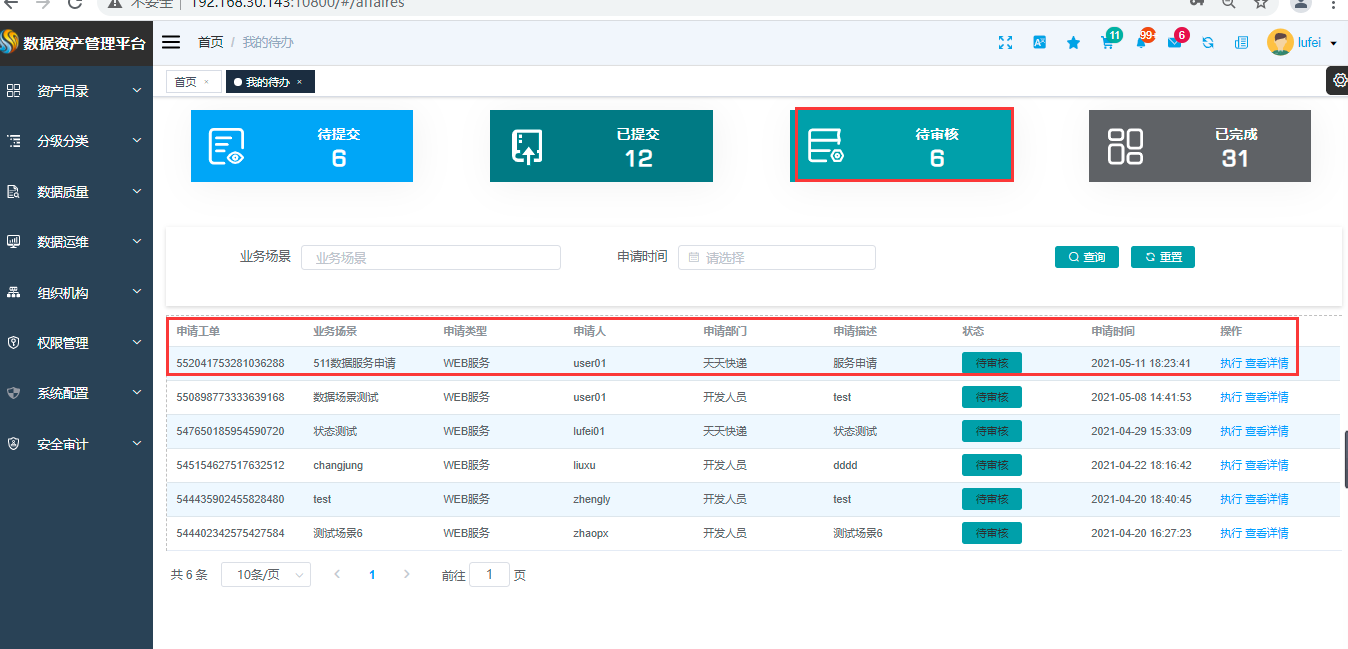 不安全 | 192.168.30.143:10800/#/affaires
数据资产管理平台
首页 / 我的待办
11
99+
6
lufei
首页 ×
我的待办 ×
资产目录
分级分类
数据质量
数据运维
组织机构
权限管理
系统配置
安全审计
待提交
6
已提交
12
待审核
6
已完成
31
业务场景 业务场景 申请时间 请选择 查询 重置
申请工单 业务场景 申请类型 申请人 申请部门 申请描述 状态 申请时间 操作
552041753281036288 511数据服务申请 WEB服务 user01 天天快递 服务申请 待审核 2021-05-11 18:23:41 执行 查看详情
550898773333639168 数据场景测试 WEB服务 user01 开发人员 test 待审核 2021-05-08 14:41:53 执行 查看详情
547650185954590720 状态测试 WEB服务 lufei01 天天快递 状态测试 待审核 2021-04-29 15:33:09 执行 查看详情
545154627517632512 changjung WEB服务 liuxu 开发人员 dddd 待审核 2021-04-22 18:16:42 执行 查看详情
544435902455828480 test WEB服务 zhengly 开发人员 test 待审核 2021-04-20 18:40:45 执行 查看详情
544402342575427584 测试场景6 WEB服务 zhaopx 开发人员 测试场景6 待审核 2021-04-20 16:27:23 执行 查看详情
共 6 条 10条/页 1 前往 1 页